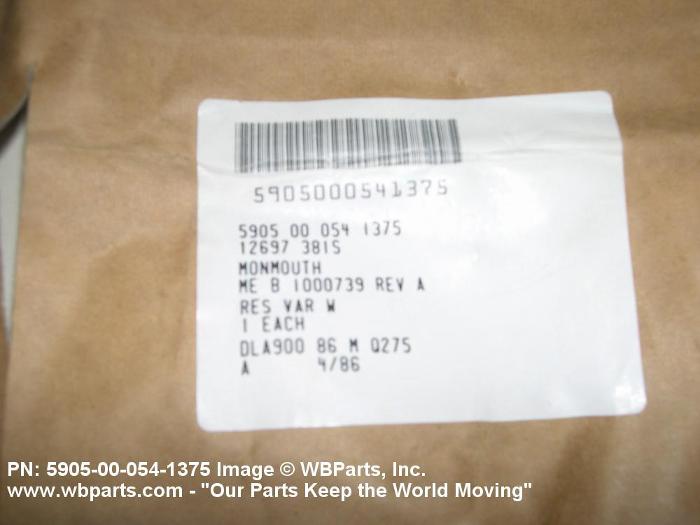 5905000541375
5905 00 054 1375
12697 381S
MONMOUTH
ME B 1000739 REV A
RES VAR W
1 EACH
DLA900 86 M Q275
A 4/86
PN: 5905-00-054-1375 Image © WBParts, Inc.
www.wbparts.com - "Our Parts Keep the World Moving"